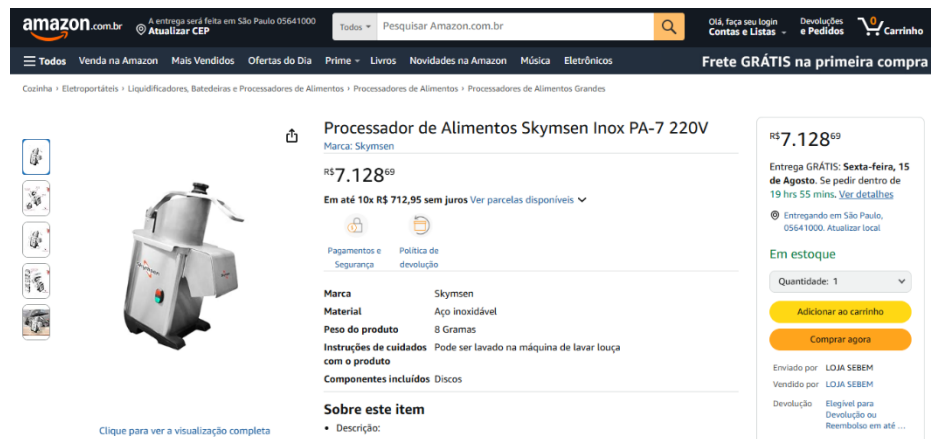 amazon.com.br
A entrega será feita em São Paulo 05641000
Atualizar CEP
Todos
Pesquisar Amazon.com.br
Olá, faça seu login
Contas e Listas
Devoluções
e Pedidos
0
Carrinho
Todos Venda na Amazon Mais Vendidos Ofertas do Dia Prime Livros Novidades na Amazon Música Eletrônicos
Frete GRÁTIS na primeira compra
Cozinha › Eletroportáteis › Liquidificadores, Batedeiras e Processadores de Alimentos › Processadores de Alimentos › Processadores de Alimentos Grandes
Skymsen
Clique para ver a visualização completa
Processador de Alimentos Skymsen Inox PA-7 220V
Marca: Skymsen
R$7.12869
Em até 10x R$ 712,95 sem juros Ver parcelas disponíveis
Pagamentos e
Segurança
Política de
devolução
Marca Skymsen
Material Aço inoxidável
Peso do produto 8 Gramas
Instruções de cuidados Pode ser lavado na máquina de lavar louça
com o produto
Componentes incluídos Discos
Sobre este item
• Descrição:
R$7.12869
Entrega GRÁTIS: Sexta-feira, 15
de Agosto. Se pedir dentro de
19 hrs 55 mins. Ver detalhes
Entregando em São Paulo,
05641000. Atualizar local
Em estoque
Quantidade: 1
Adicionar ao carrinho
Comprar agora
Enviado por LOJA SEBEM
Vendido por LOJA SEBEM
Devolução Elegível para
Devolução ou
Reembolso em até ...